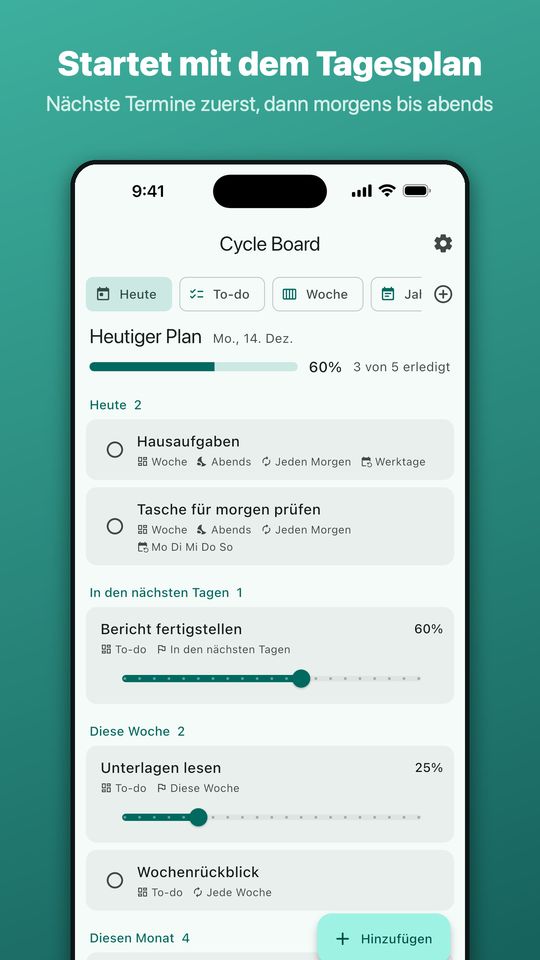 Startet mit dem Tagesplan
Nächste Termine zuerst, dann morgens bis abends
9:41
Cycle Board
Heute To-do Woche Jah
Heutiger Plan Mo., 14. Dez.
60% 3 von 5 erledigt
Heute 2
Hausaufgaben
Woche Abends Jeden Morgen Werktage
Tasche für morgen prüfen
Woche Abends Jeden Morgen
Mo Di Mi Do So
In den nächsten Tagen 1
Bericht fertigstellen 60%
To-do In den nächsten Tagen
Diese Woche 2
Unterlagen lesen 25%
To-do Diese Woche
Wochenrückblick
To-do Jede Woche
Diesen Monat 4
Hinzufügen